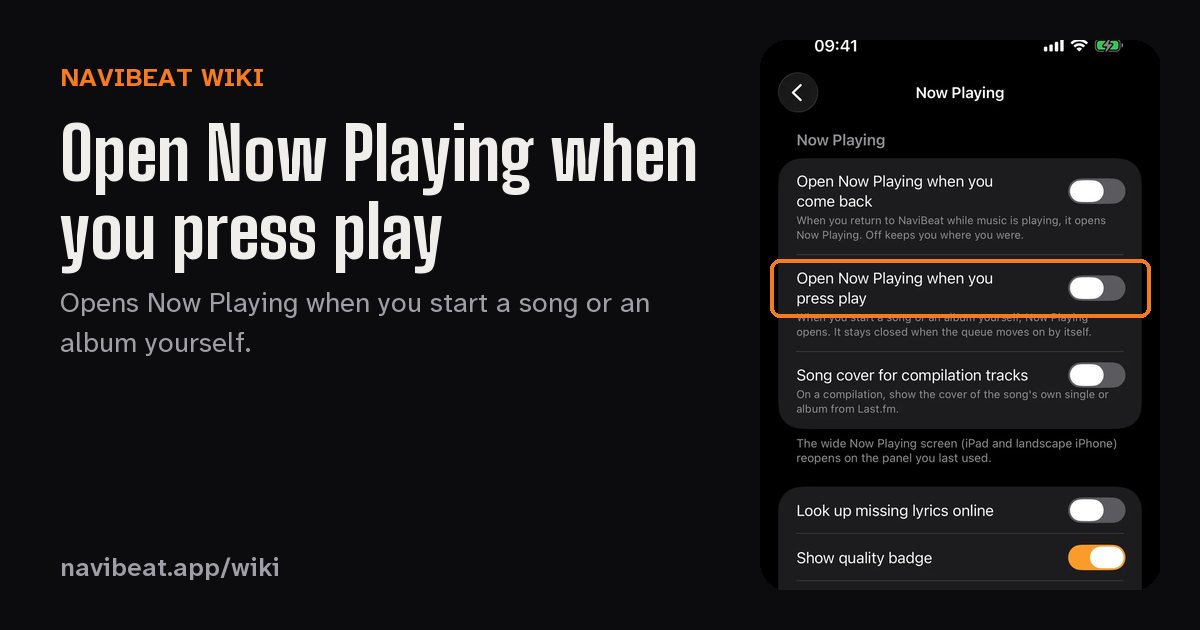 NAVIBEAT WIKI
Open Now Playing when
you press play
Opens Now Playing when you start a song or an
album yourself.
navibeat.app/wiki
09:41
Now Playing
Now Playing
Open Now Playing when you
come back
When you return to NaviBeat while music is playing, it opens
Now Playing. Off keeps you where you were.
Open Now Playing when you
press play
When you start a song or an album yourself, Now Playing
opens. It stays closed when the queue moves on by itself.
Song cover for compilation tracks
On a compilation, show the cover of the song's own single or
album from Last.fm.
The wide Now Playing screen (iPad and landscape iPhone)
reopens on the panel you last used.
Look up missing lyrics online
Show quality badge